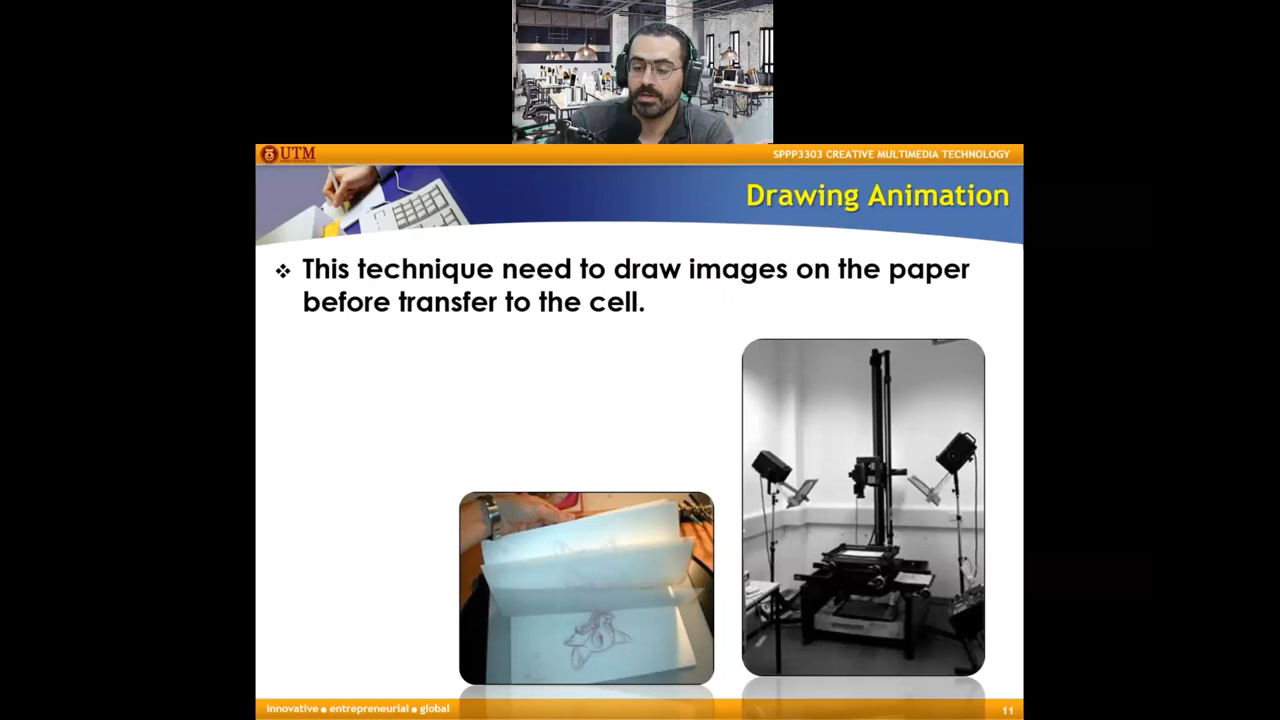 UTM
SPPP3303 CREATIVE MULTIMEDIA TECHNOLOGY
Drawing Animation
❖ This technique need to draw images on the paper
before transfer to the cell.
innovative ● entrepreneurial ● global
11